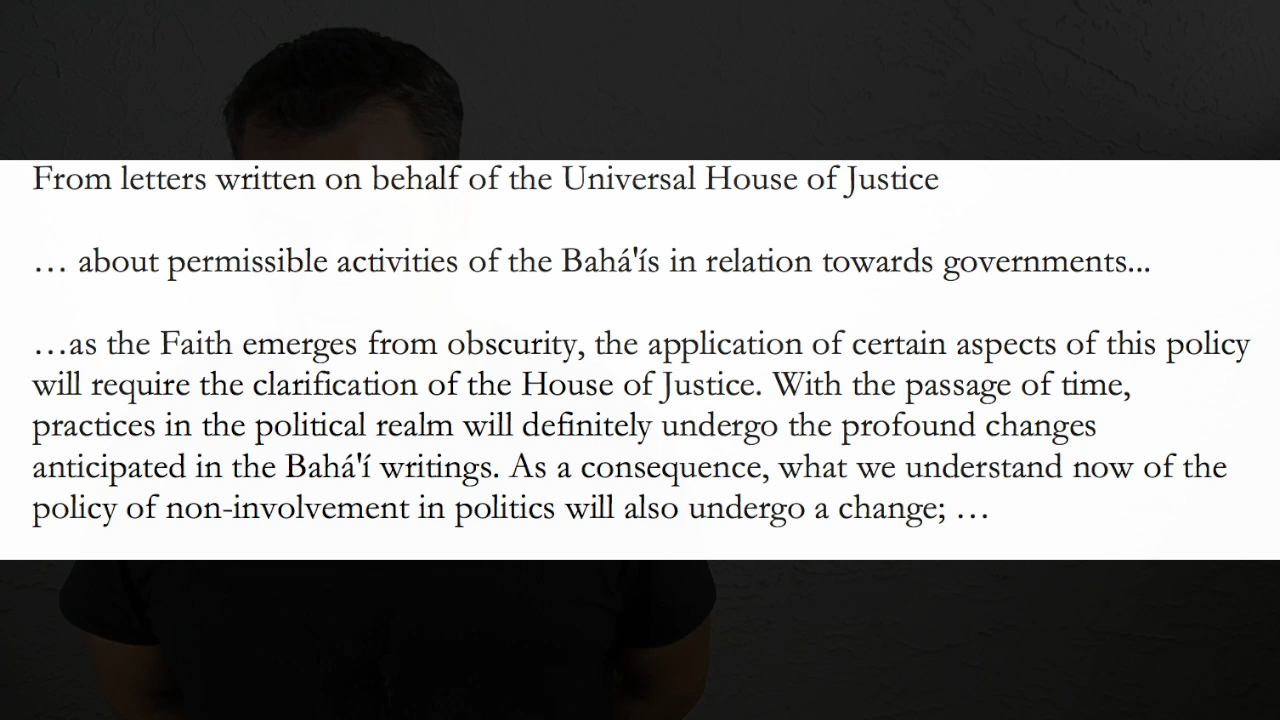 From letters written on behalf of the Universal House of Justice
… about permissible activities of the Bahá'ís in relation towards governments...
…as the Faith emerges from obscurity, the application of certain aspects of this policy
will require the clarification of the House of Justice. With the passage of time,
practices in the political realm will definitely undergo the profound changes
anticipated in the Bahá'í writings. As a consequence, what we understand now of the
policy of non-involvement in politics will also undergo a change; …